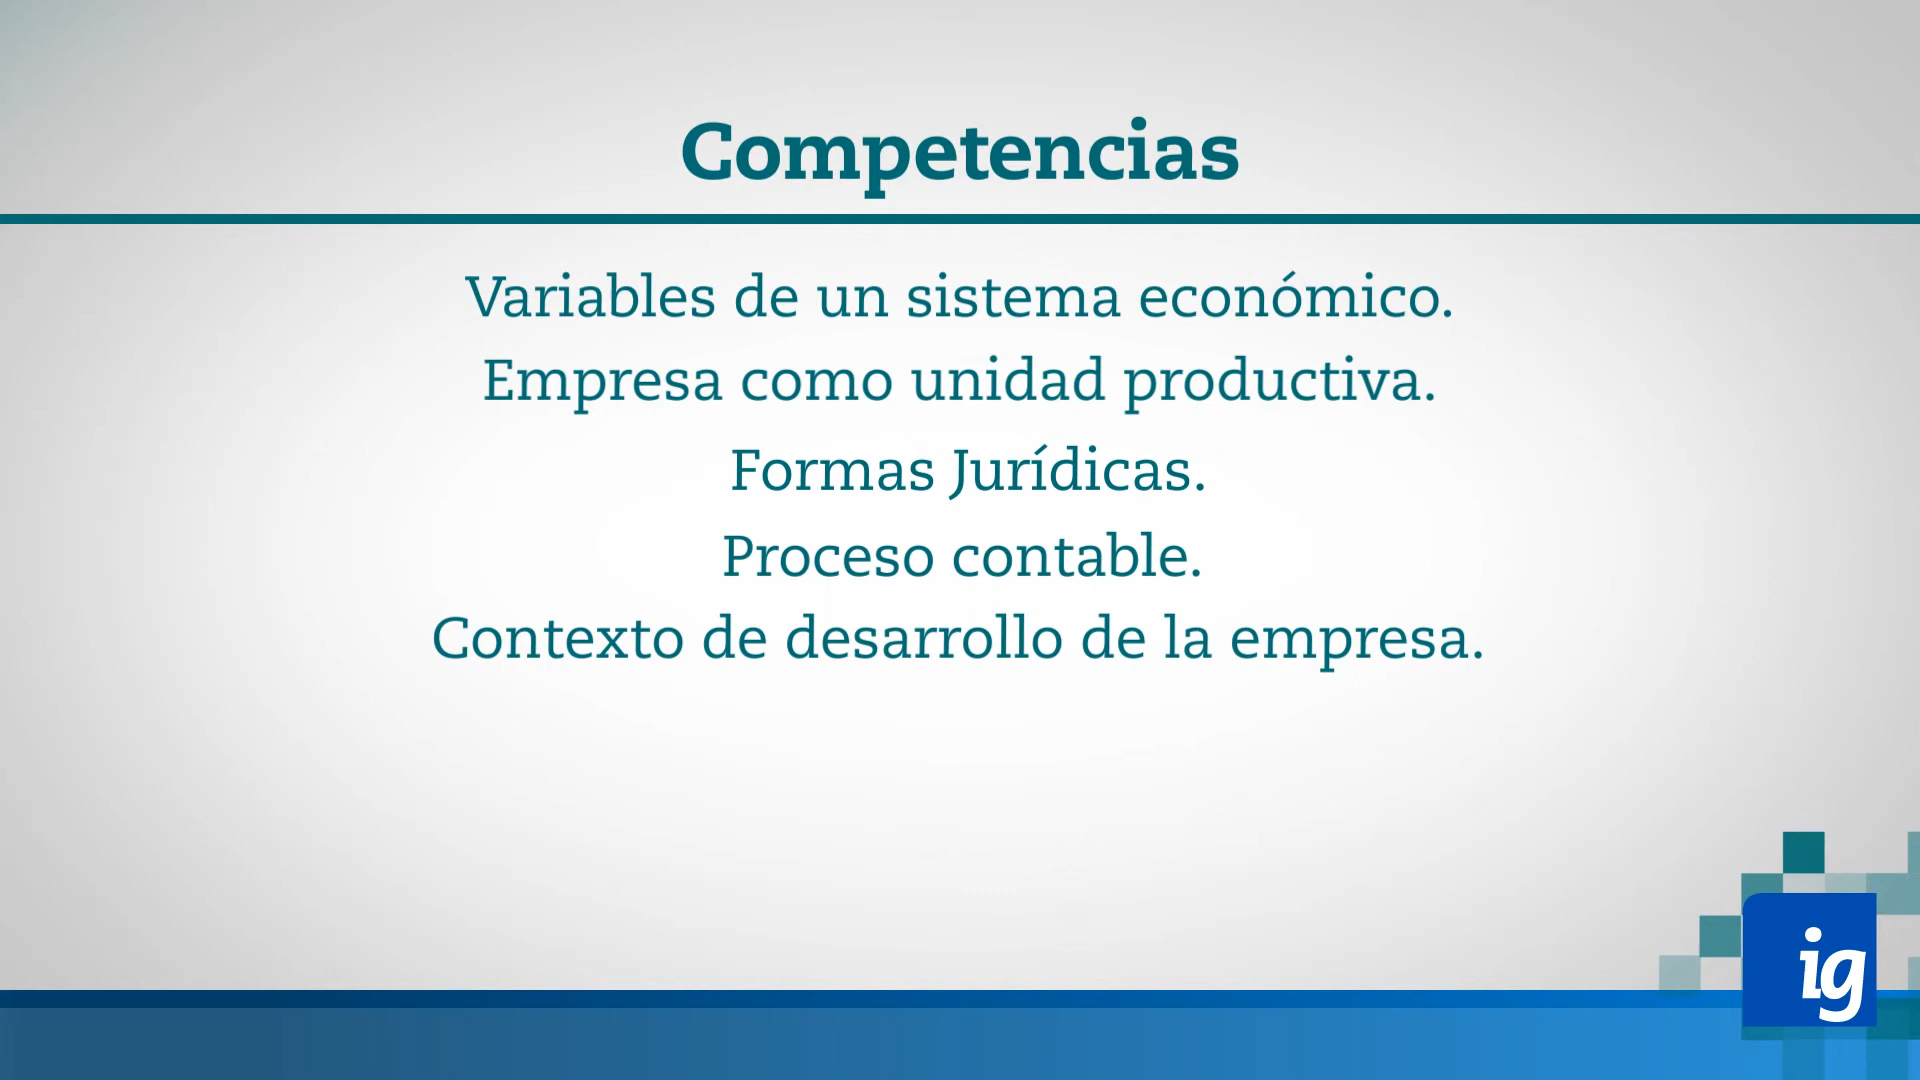 Competencias
Variables de un sistema económico.
Empresa como unidad productiva.
Formas Jurídicas.
Proceso contable.
Contexto de desarrollo de la empresa.
ig